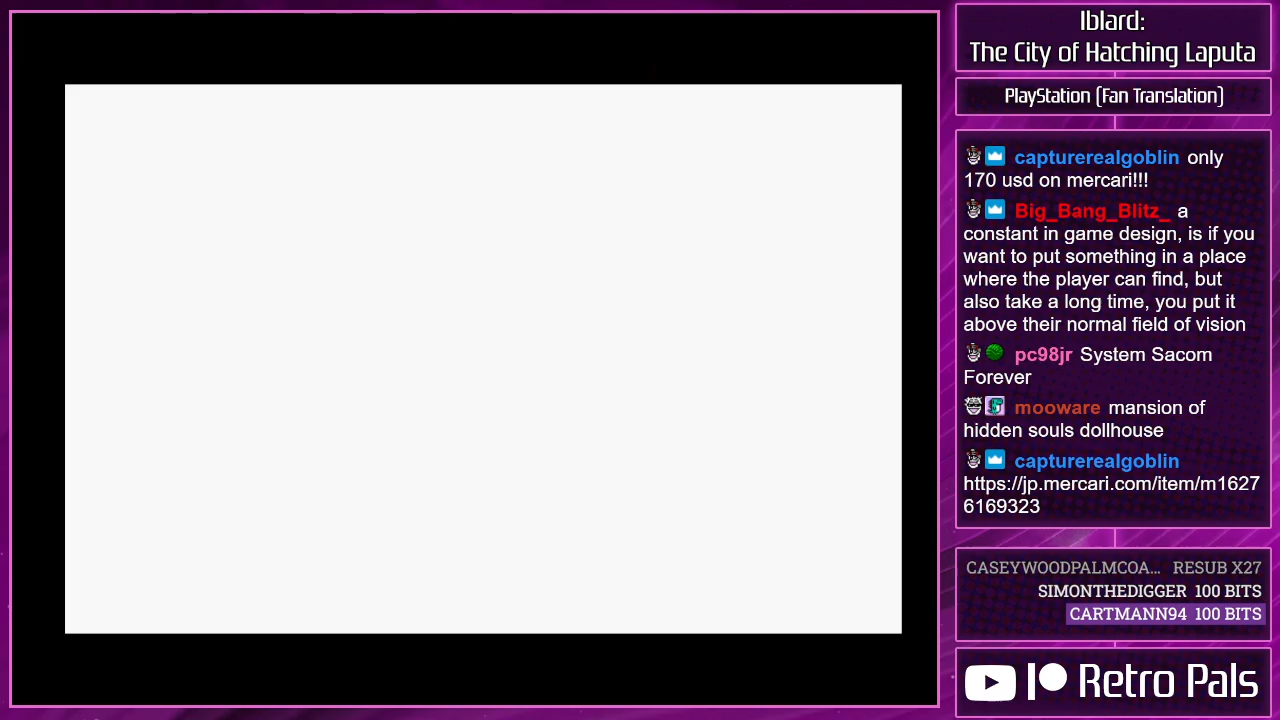 Iblard:
The City of Hatching Laputa
PlayStation (Fan Translation)
capturerealgoblin only
170 usd on mercari!!!
Big_Bang_Blitz_ a
constant in game design, is if you
want to put something in a place
where the player can find, but
also take a long time, you put it
above their normal field of vision
pc98jr System Sacom
Forever
mooware mansion of
hidden souls dollhouse
capturerealgoblin
https://jp.mercari.com/item/m1627
6169323
CASEYWOODPALMCOA... RESUB X27
SIMONTHEDIGGER 100 BITS
CARTMANN94 100 BITS
Retro Pals